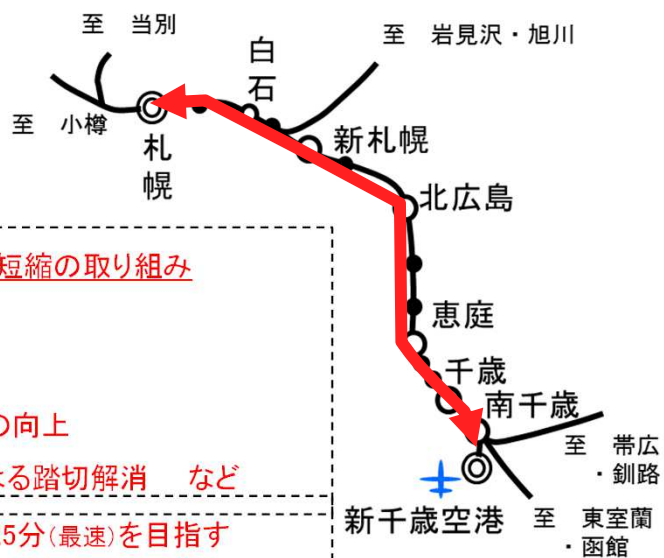 至　当別
至　岩見沢・旭川
白石
至　小樽
札幌
新札幌
北広島
短縮の取り組み
恵庭
千歳
南千歳
の向上
至　帯広
・釧路
る踏切解消　など
新千歳空港
至　東室蘭
・函館
5分(最速)を目指す